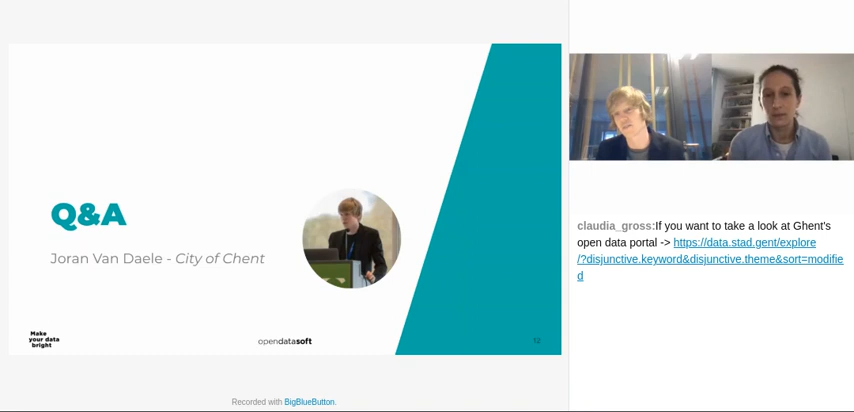 Q&A
Joran Van Daele - City of Chent
Make
your data
bright
opendatasoft
12
Recorded with BigBlueButton.
claudia_gross:If you want to take a look at Ghent's
open data portal -> https://data.stad.gent/explore
/?disjunctive.keyword&disjunctive.theme&sort=modifie
d